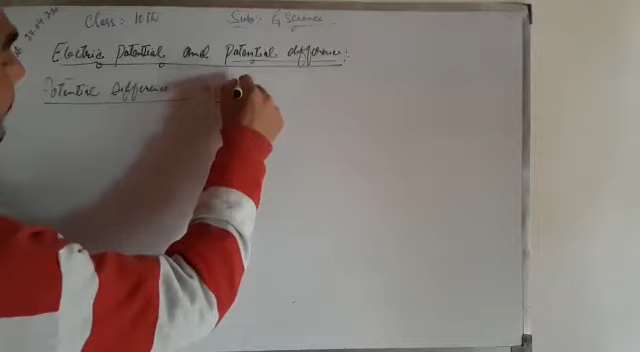 Class: 10th Sub: G Science
Electric Potential and Potential difference:
Potential Difference